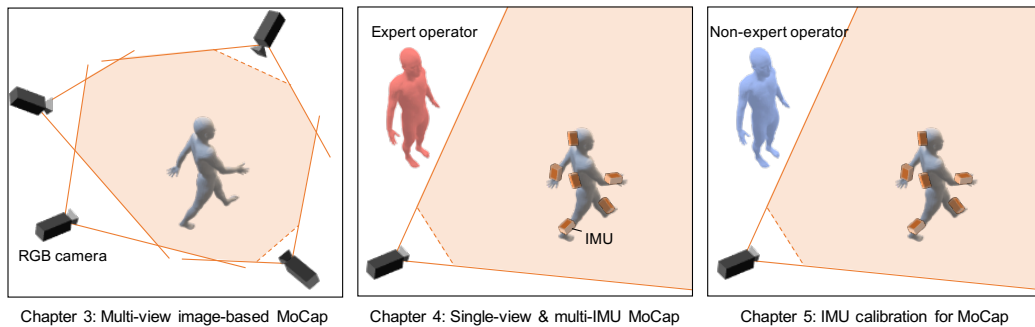 RGB camera
Chapter 3: Multi-view image-based MoCap
Expert operator
IMU
Chapter 4: Single-view & multi-IMU MoCap
Non-expert operator
Chapter 5: IMU calibration for MoCap